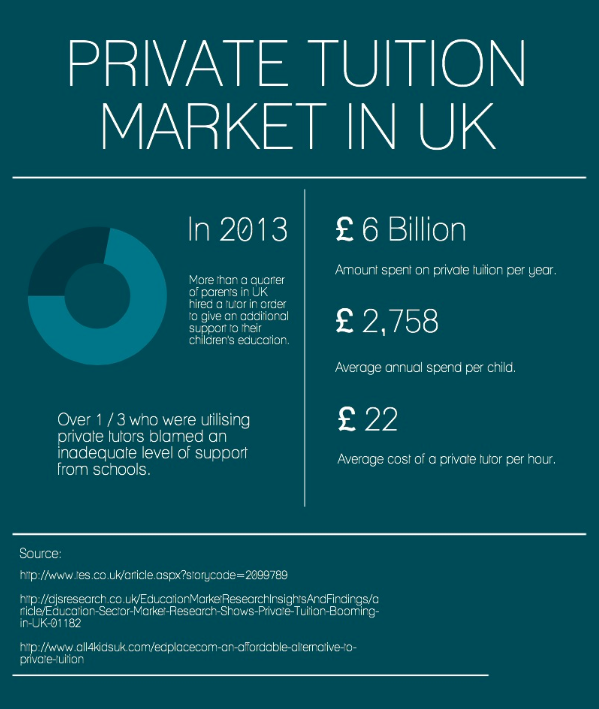 PRIVATE TUITION
MARKET IN UK
In 2013
More than a quarter
of parents in UK
hired a tutor in order
to give an additional
support to their
children's education.
Over 1 / 3 who were utilising
private tutors blamed an
inadequate level of support
from schools.
£ 6 Billion
Amount spent on private tuition per year.
£ 2,758
Average annual spend per child.
£ 22
Average cost of a private tutor per hour.
Source:
http://www.tes.co.uk/article.aspx?storycode=2099789
http://djsresearch.co.uk/EducationMarketResearchInsightsAndFindings/a
rticle/Education-Sector-Market-Research-Shows-Private-Tuition-Booming-
in-UK-01182
http://www.all4kidsuk.com/edplacecom-an-affordable-alternative-to-
private-tuition